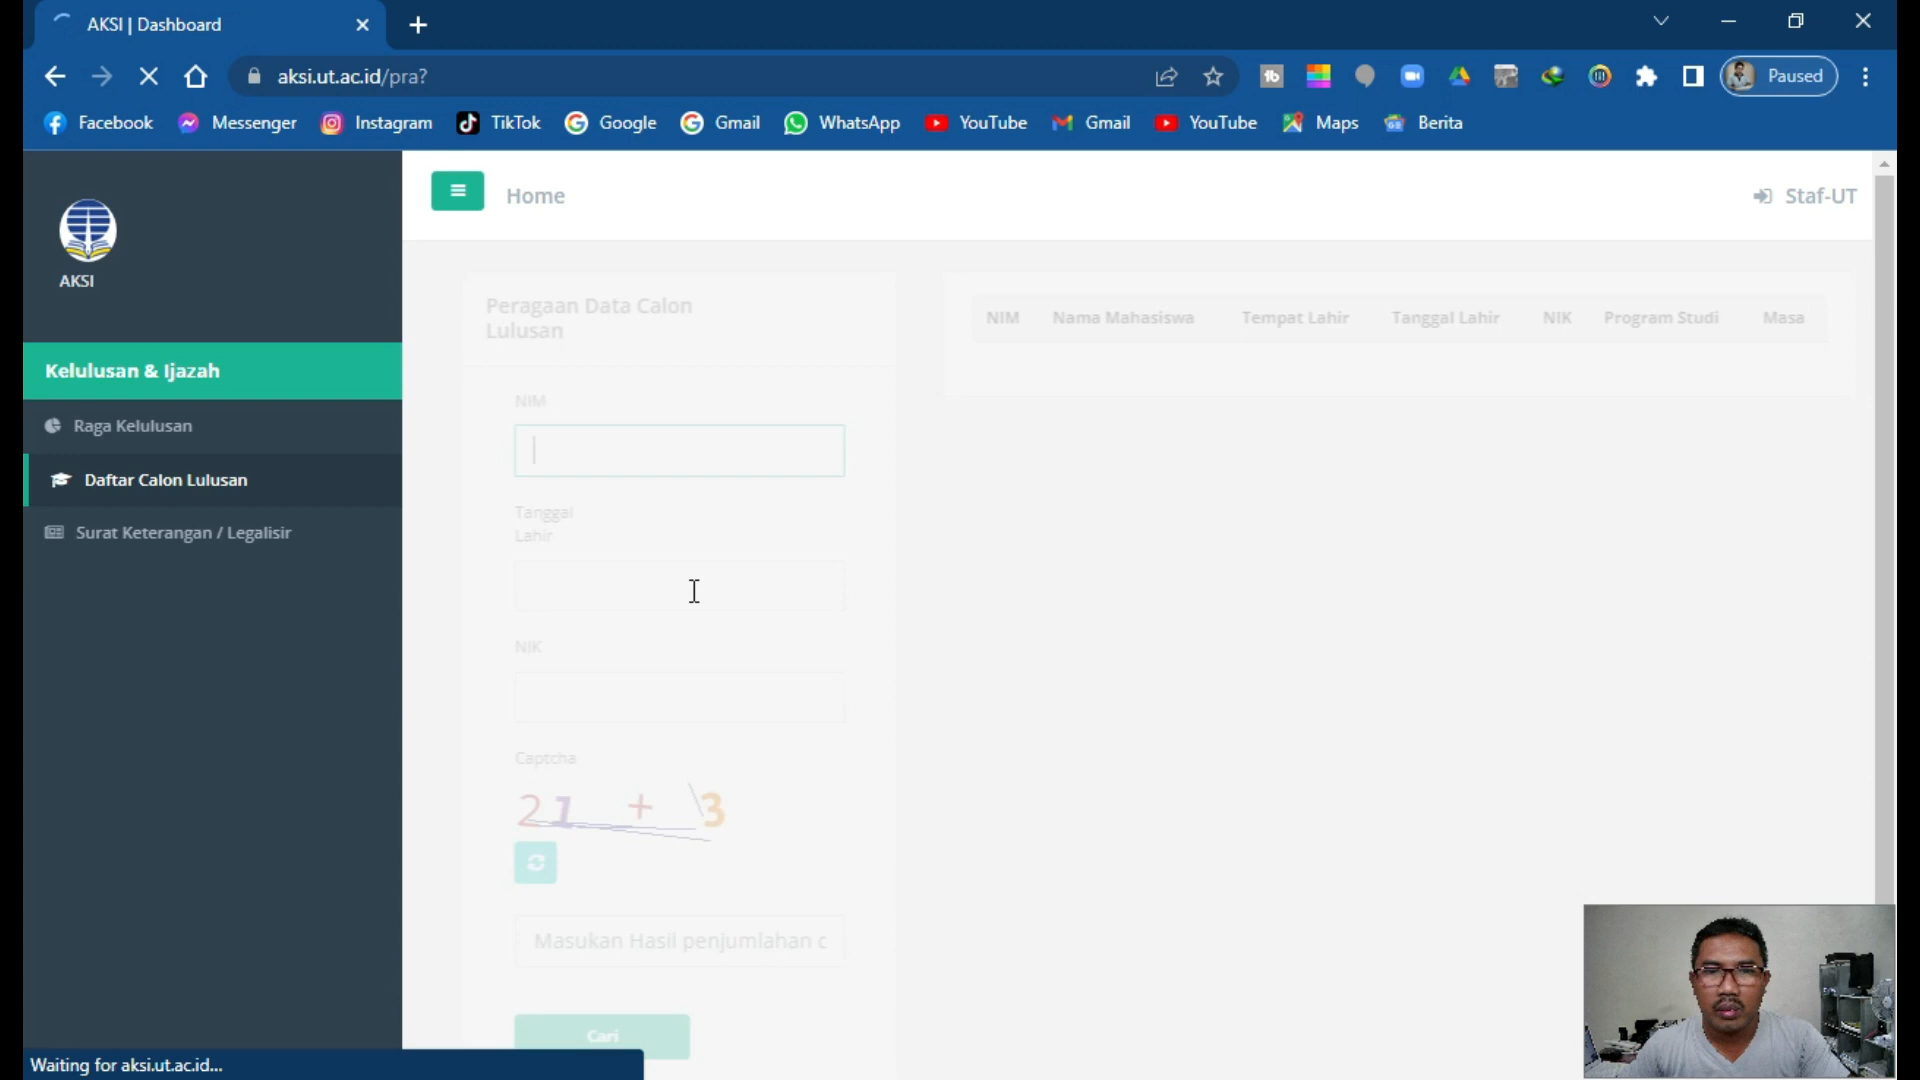 AKSI | Dashboard
aksi.ut.ac.id/pra?
Paused
Facebook Messenger Instagram TikTok Google Gmail WhatsApp YouTube Gmail YouTube Maps Berita
AKSI
Kelulusan & Ijazah
Raga Kelulusan
Daftar Calon Lulusan
Surat Keterangan / Legalisir
Home
Staf-UT
Peragaan Data Calon
Lulusan
NIM
Tanggal
Lahir
NIK
Captcha
21 + 3
Masukan Hasil penjumlahan c
Cari
NIM Nama Mahasiswa Tempat Lahir Tanggal Lahir NIK Program Studi Masa
Waiting for aksi.ut.ac.id...